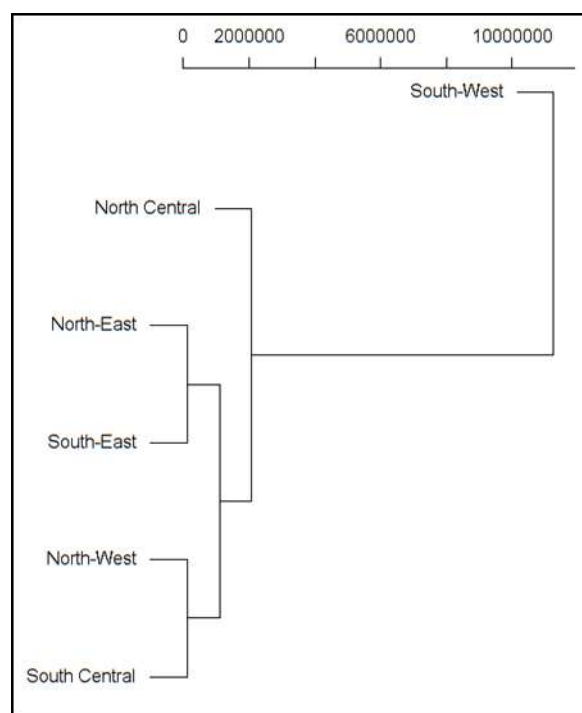 0 2000000 6000000 10000000
South-West
North Central
North-East
South-East
North-West
South Central